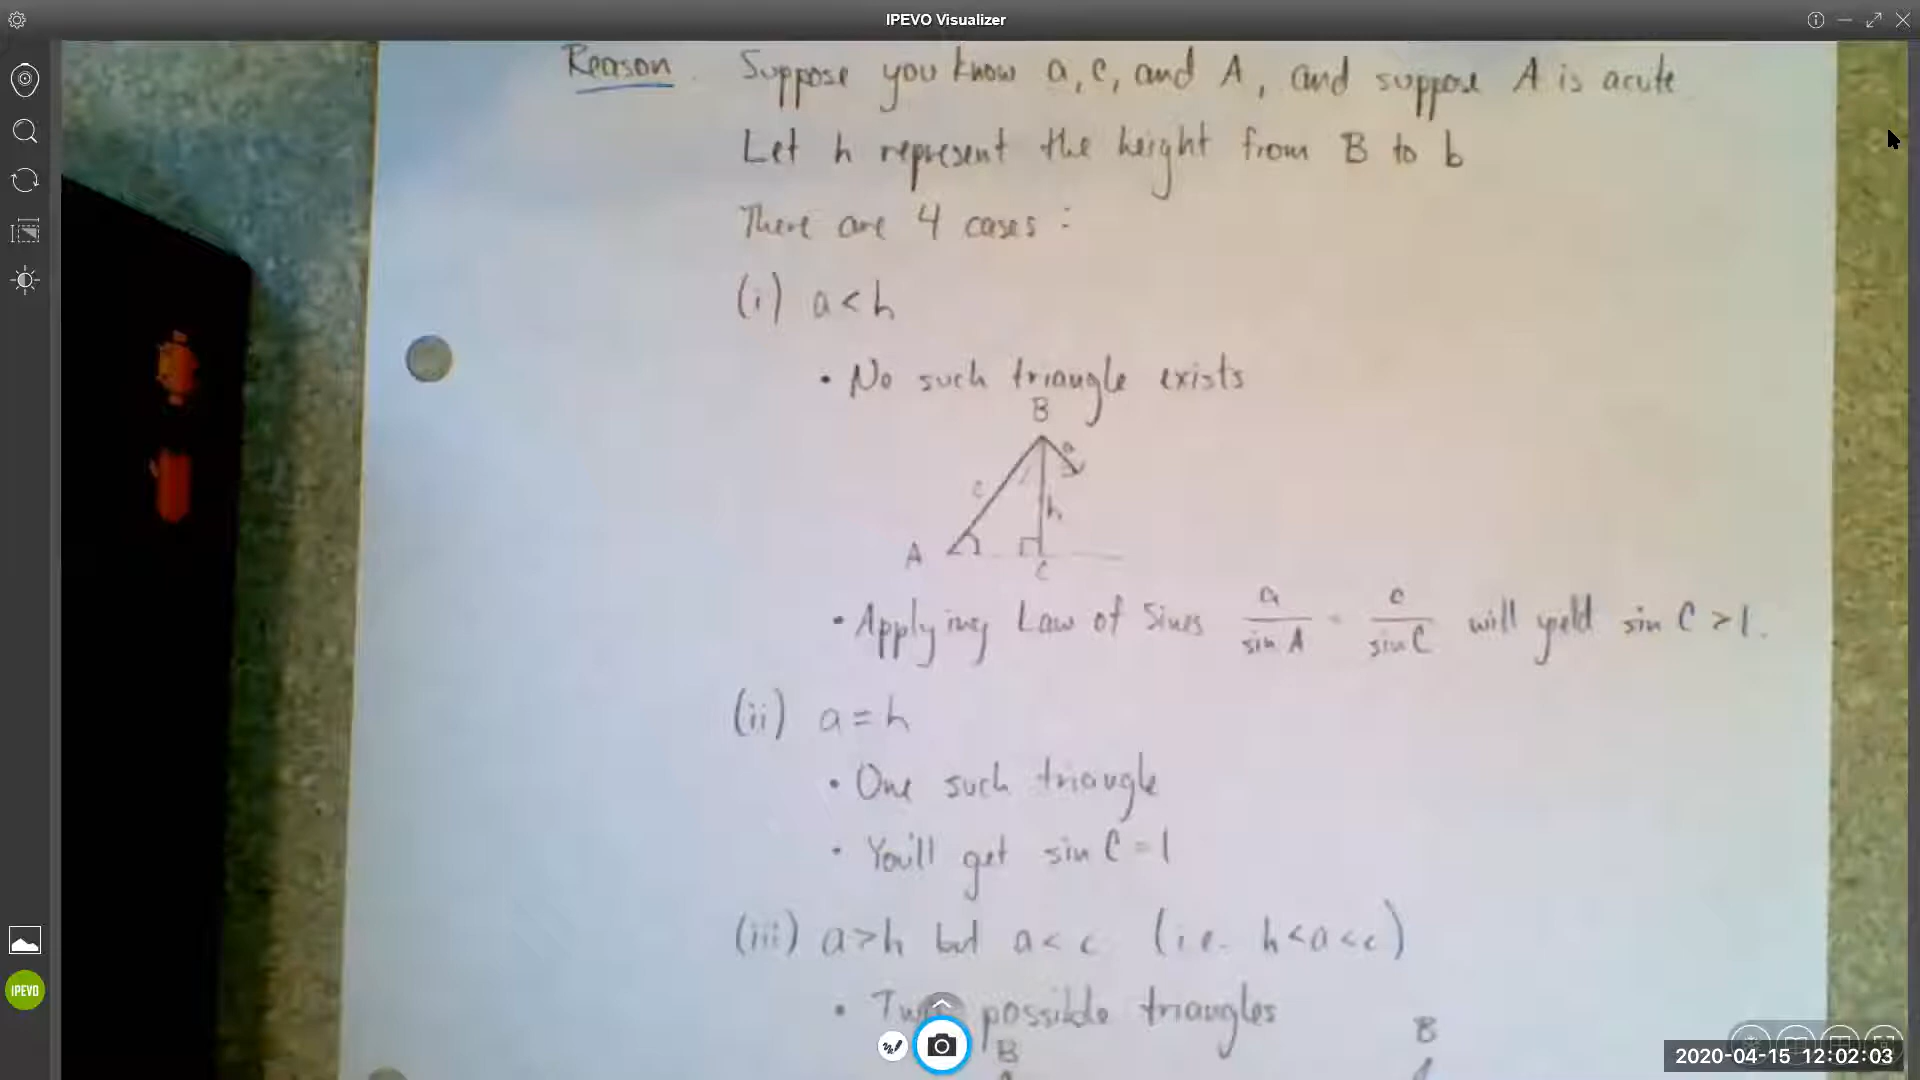 IPEVO Visualizer
Reason. Suppose you know a, c, and A, and suppose A is acute
Let h represent the height from B to b
There are 4 cases:
(i) a < h
• No such triangle exists
B
a
c
h
A
C
• Applying Law of Sines a/sin A = c/sin C will yield sin C > 1.
(ii) a = h
• One such triangle
• You'll get sin C = 1
(iii) a > h but a < c (i.e. h < a < c)
• Two possible triangles
B
B
IPEVO
2020-04-15 12:02:03